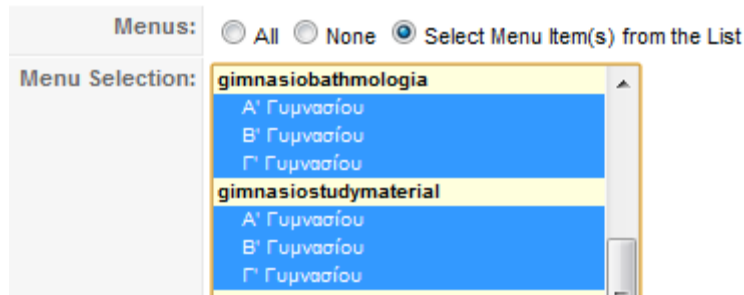 Menus: All None Select Menu Item(s) from the List
Menu Selection: gimnasiobathmologia
Α' Γυμνασίου
Β' Γυμνασίου
Γ' Γυμνασίου
gimnasiostudymaterial
Α' Γυμνασίου
Β' Γυμνασίου
Γ' Γυμνασίου